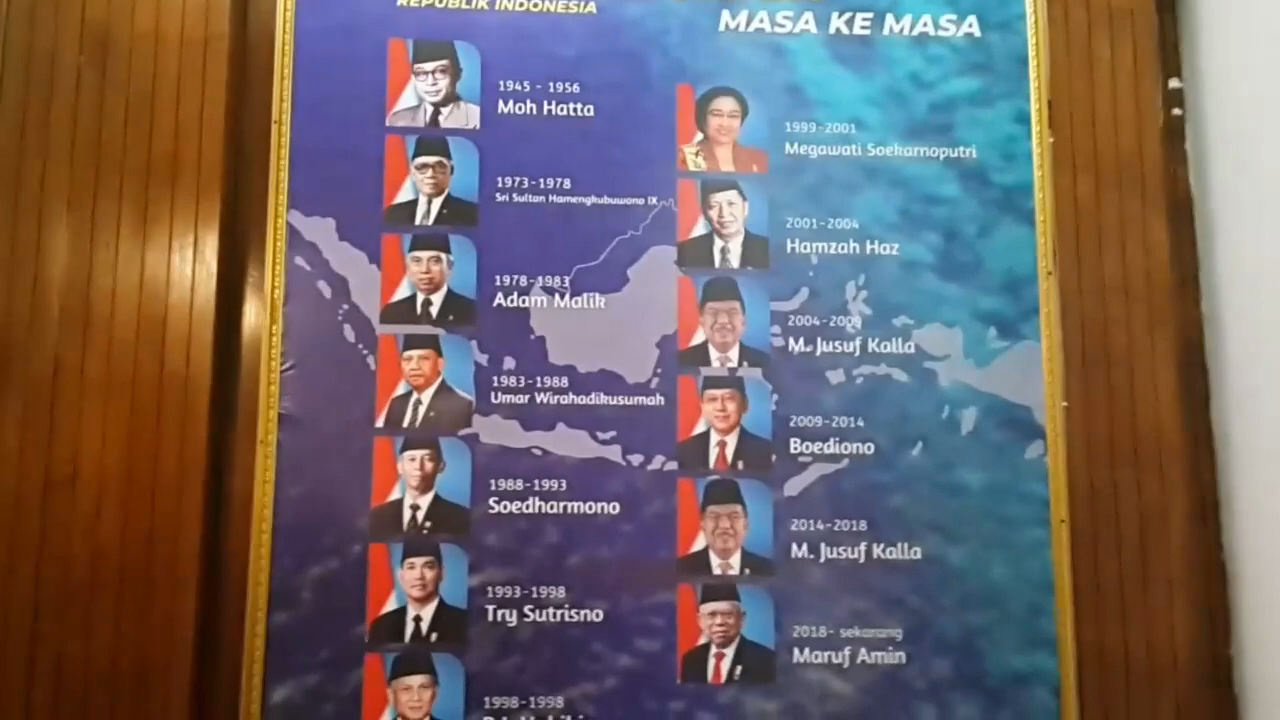 REPUBLIK INDONESIA
MASA KE MASA
1945 - 1956
Moh Hatta
1973-1978
Sri Sultan Hamengkubuwono IX
1978-1983
Adam Malik
1983-1988
Umar Wirahadikusumah
1988-1993
Soedharmono
1993-1998
Try Sutrisno
1998-1998
1999-2001
Megawati Soekarnoputri
2001-2004
Hamzah Haz
2004-2009
M. Jusuf Kalla
2009-2014
Boediono
2014-2018
M. Jusuf Kalla
2018- sekarang
Maruf Amin